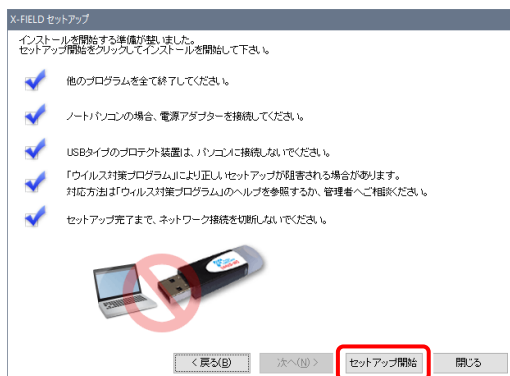 X-FIELD セットアップ
インストールを開始する準備が整いました。
セットアップ開始をクリックしてインストールを開始して下さい。
他のプログラムを全て終了してください。
ノートパソコンの場合、電源アダプターを接続してください。
USBタイプのプロテクト装置は、パソコンに接続しないでください。
「ウイルス対策プログラム」により正しいセットアップが阻害される場合があります。
対応方法は「ウィルス対策プログラム」のヘルプを参照するか、管理者へご相談ください。
セットアップ完了まで、ネットワーク接続を切断しないでください。
< 戻る(B) 次へ(N) > セットアップ開始 閉じる